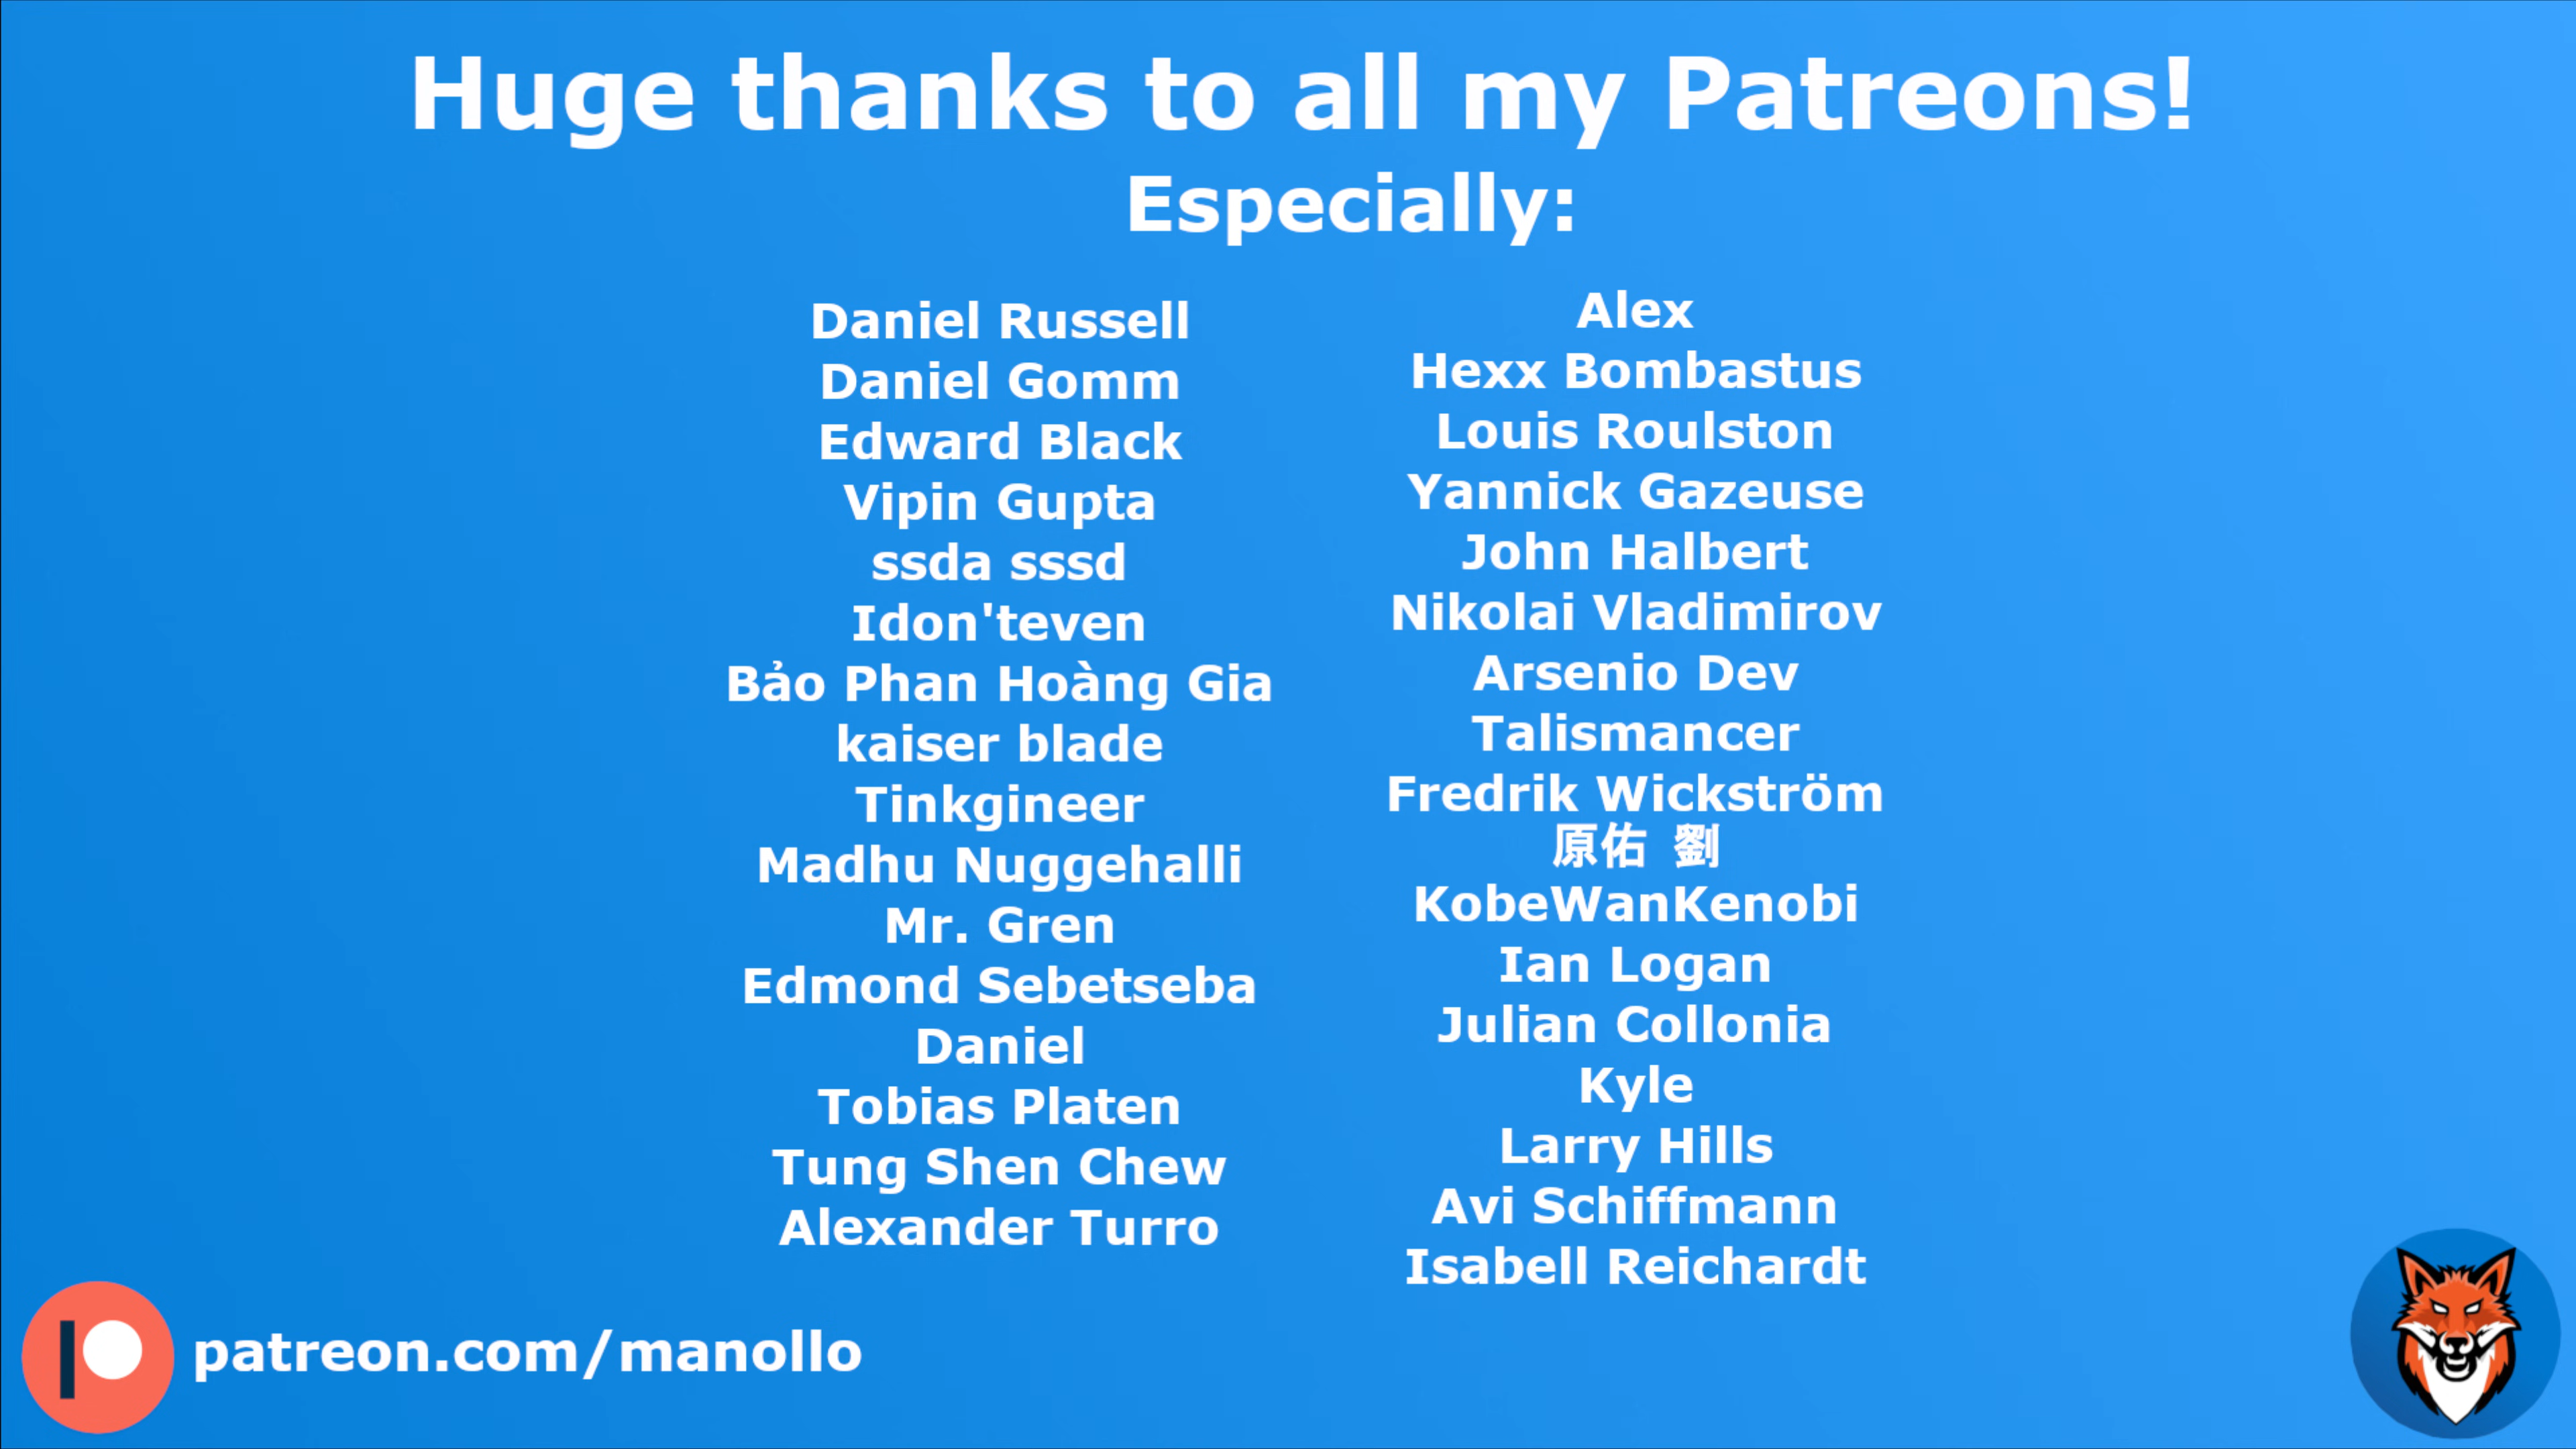 Huge thanks to all my Patreons!
Especially:
Daniel Russell
Daniel Gomm
Edward Black
Vipin Gupta
ssda sssd
Idon'teven
Bảo Phan Hoàng Gia
kaiser blade
Tinkgineer
Madhu Nuggehalli
Mr. Gren
Edmond Sebetseba
Daniel
Tobias Platen
Tung Shen Chew
Alexander Turro
Alex
Hexx Bombastus
Louis Roulston
Yannick Gazeuse
John Halbert
Nikolai Vladimirov
Arsenio Dev
Talismancer
Fredrik Wickström
原佑 劉
KobeWanKenobi
Ian Logan
Julian Collonia
Kyle
Larry Hills
Avi Schiffmann
Isabell Reichardt
patreon.com/manollo